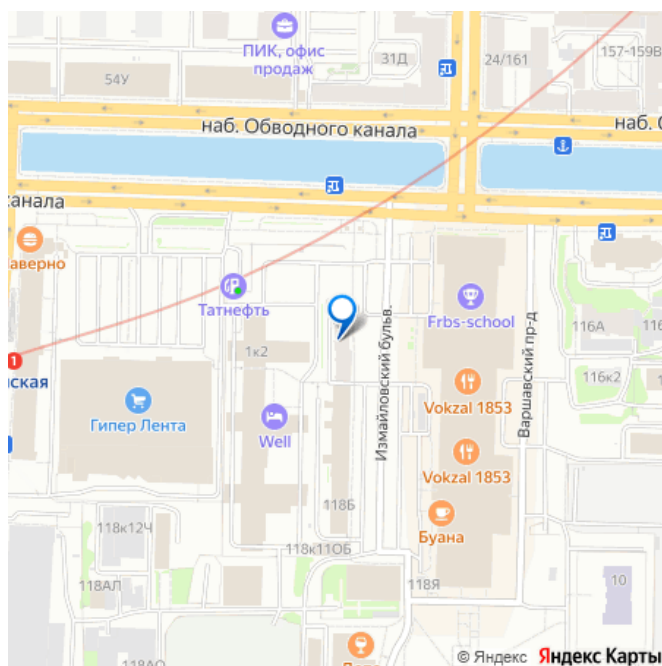 ПИК, офис
продаж
31Д
24/161
157-159В
54У
наб. Обводного канала
наб. О
канала
Наверно
Татнефть
Измайловский бульв.
Frbs-school
Варшавский пр-д
116А
1к2
1
ская
116к2
Vokzal 1853
Гипер Лента
Well
Vokzal 1853
118Б
Буана
118к12Ч
118к11ОБ
118АЛ
118Я
10
118АО
© Яндекс Яндекс Карты